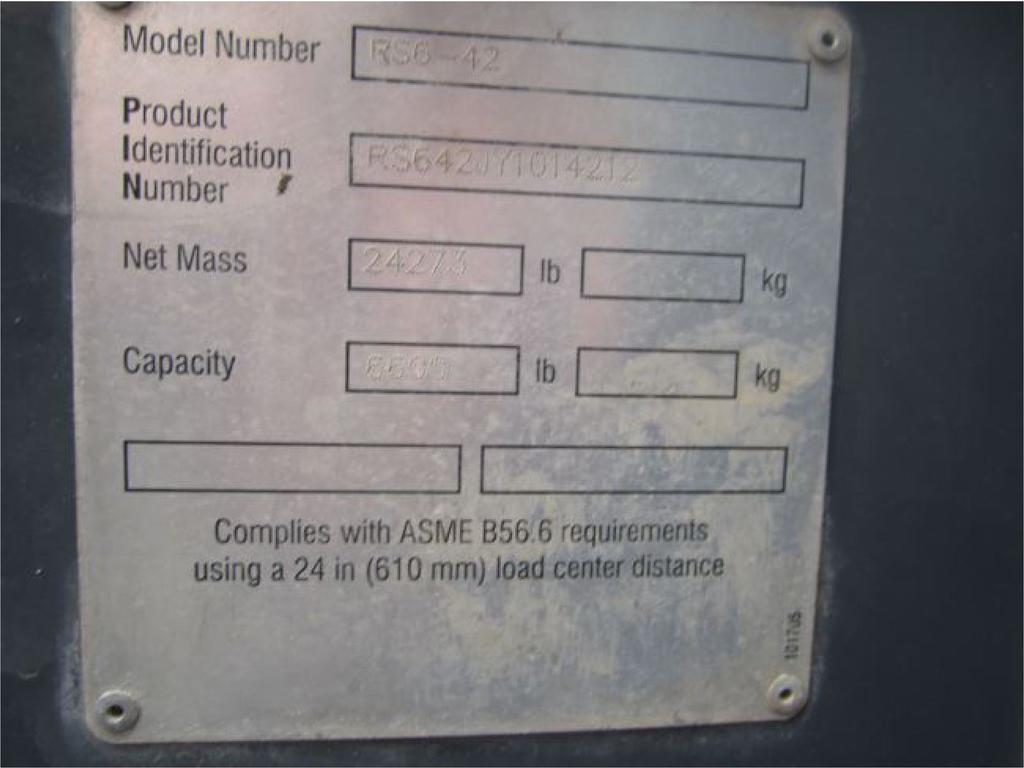 Model Number RS6-42
Product
Identification
Number RS642JY1014212
Net Mass 24273 lb kg
Capacity lb kg
Complies with ASME B56.6 requirements
using a 24 in (610 mm) load center distance